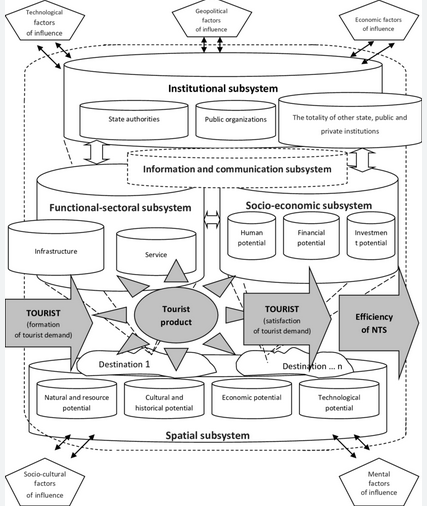 Technological
factors
of influence
Geopolitical
factors
of influence
Economic factors
of influence
Institutional subsystem
State authorities
Public organizations
The totality of other state, public and
private institutions
Information and communication subsystem
Functional-sectoral subsystem
Socio-economic subsystem
Infrastructure
Service
Human
potential
Financial
potential
Investmen
t potential
TOURIST
(formation
of tourist demand)
Tourist
product
TOURIST
(satisfaction
of tourist demand)
Efficiency
of NTS
Destination 1
Destination ... n
Natural and resource
potential
Cultural and
historical potential
Economic potential
Technological
potential
Spatial subsystem
Socio-cultural
factors
of influence
Mental
factors
of influence